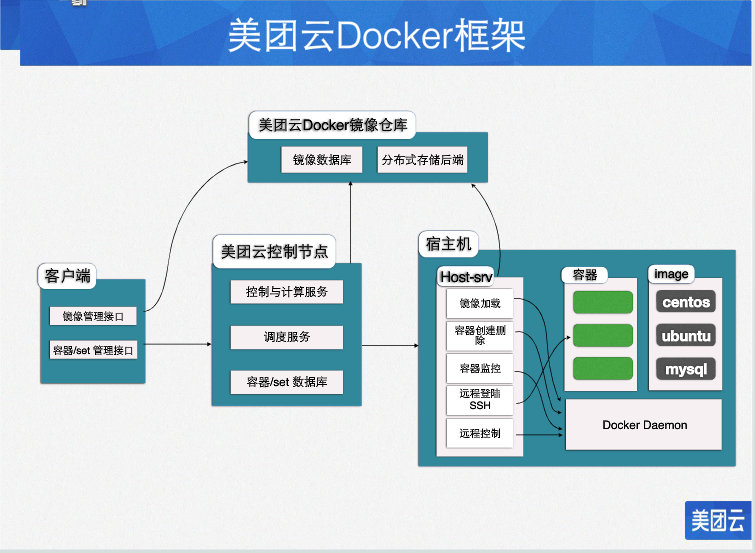 美团云Docker框架
美团云Docker镜像仓库
镜像数据库
分布式存储后端
客户端
镜像管理接口
容器/set 管理接口
美团云控制节点
控制与计算服务
调度服务
容器/set 数据库
宿主机
Host-srv
镜像加载
容器创建删
除
容器监控
远程登陆
SSH
远程控制
容器
image
centos
ubuntu
mysql
Docker Daemon
美团云